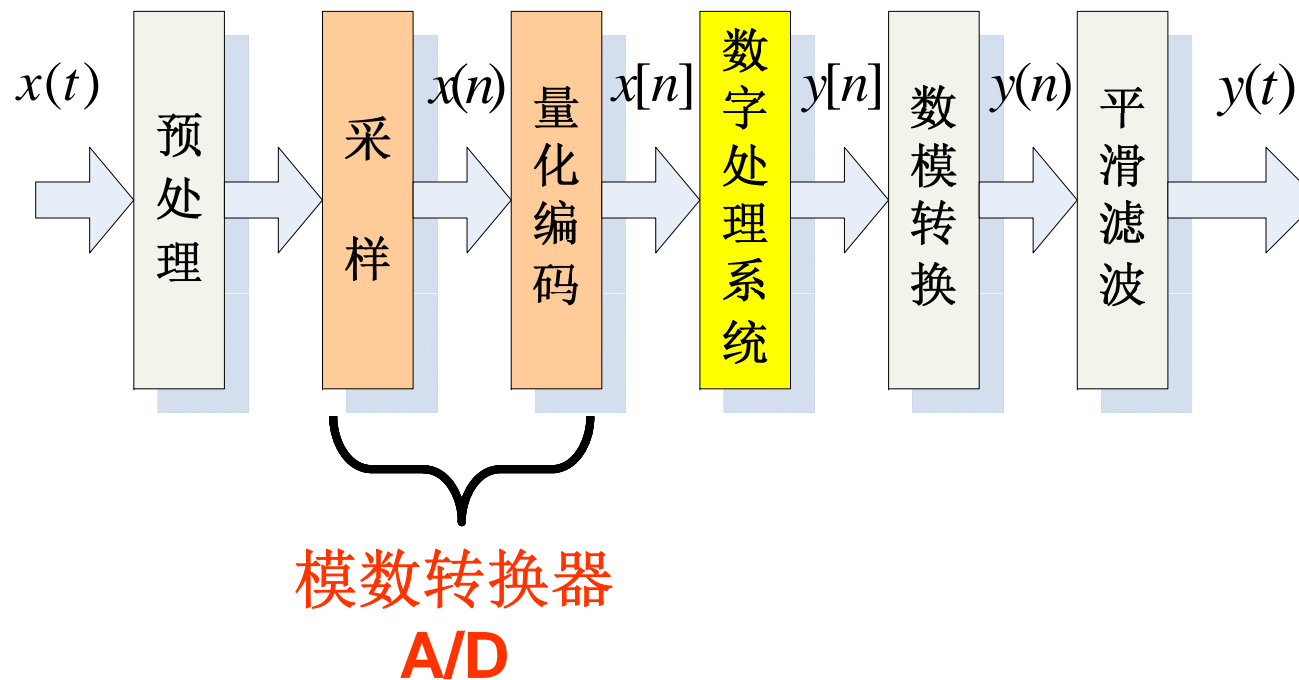 x(t)
预处理
采样
x(n)
量化编码
x[n]
数字处理系统
y[n]
数模转换
y(n)
平滑滤波
y(t)
模数转换器
A/D